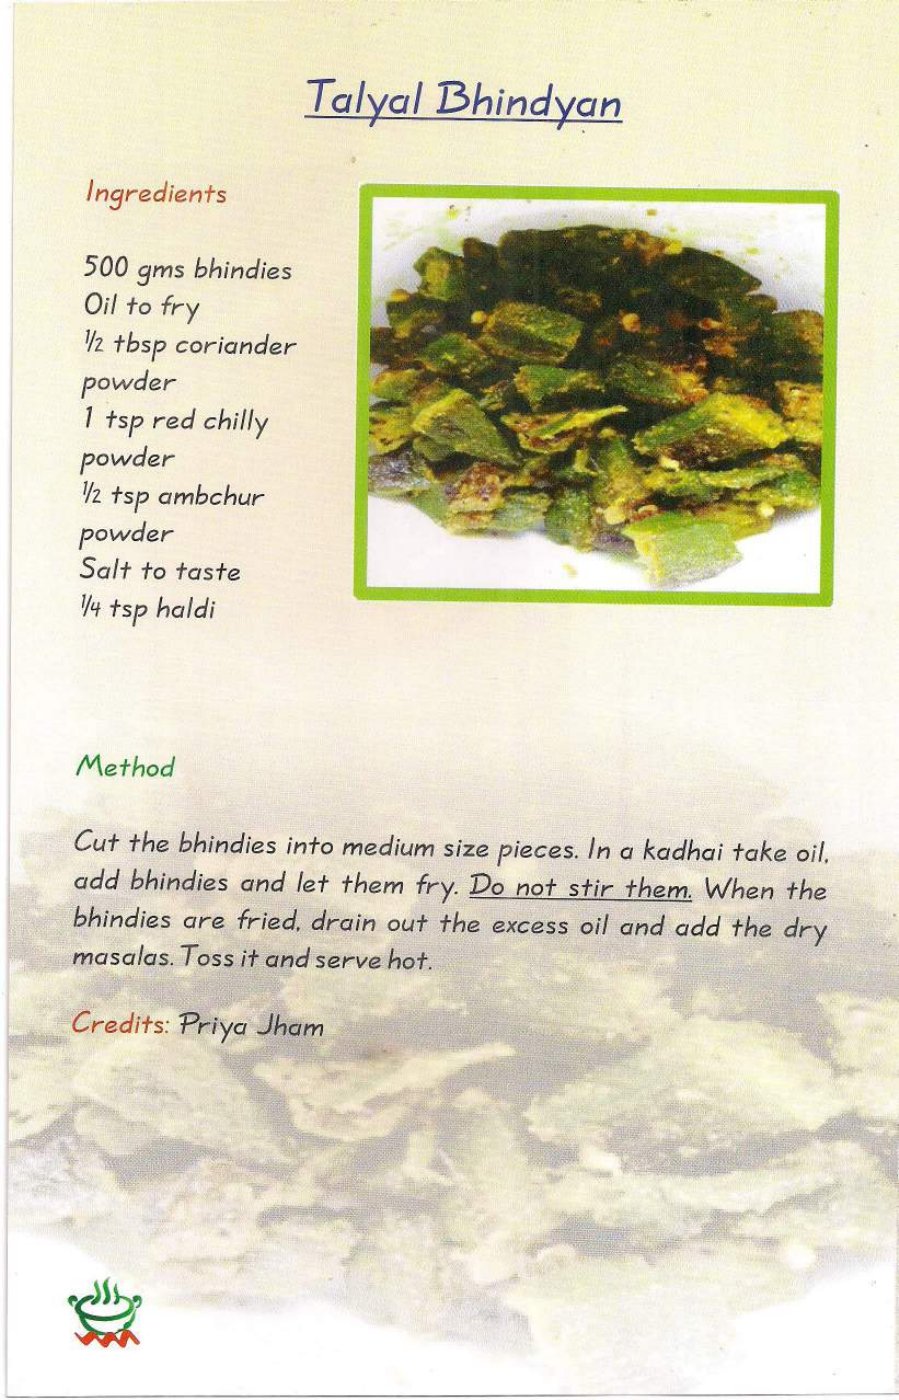 Talyal Bhindyan
Ingredients
500 gms bhindies
Oil to fry
½ tbsp coriander
powder
1 tsp red chilly
powder
½ tsp ambchur
powder
Salt to taste
¼ tsp haldi
Method
Cut the bhindies into medium size pieces. In a kadhai take oil,
add bhindies and let them fry. Do not stir them. When the
bhindies are fried, drain out the excess oil and add the dry
masalas. Toss it and serve hot.
Credits: Priya Jham